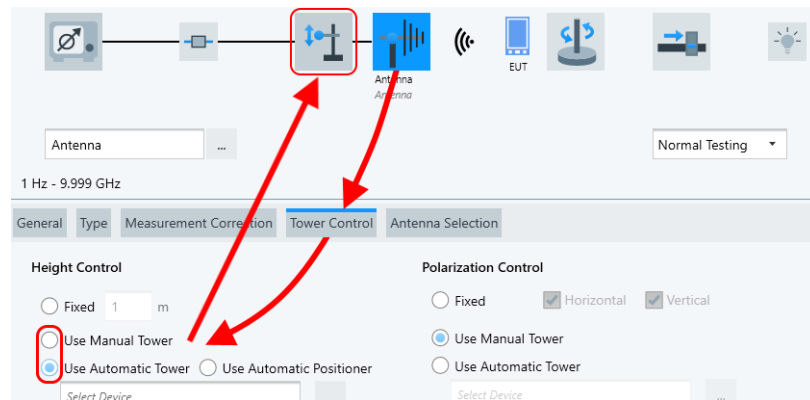 EUT
Antenna
Antenna
Antenna ...
Normal Testing
1 Hz - 9.999 GHz
General Type Measurement Correction Tower Control Antenna Selection
Height Control Polarization Control
Fixed 1 m Fixed Horizontal Vertical
Use Manual Tower Use Manual Tower
Use Automatic Tower Use Automatic Positioner Use Automatic Tower
Select Device Select Device ...